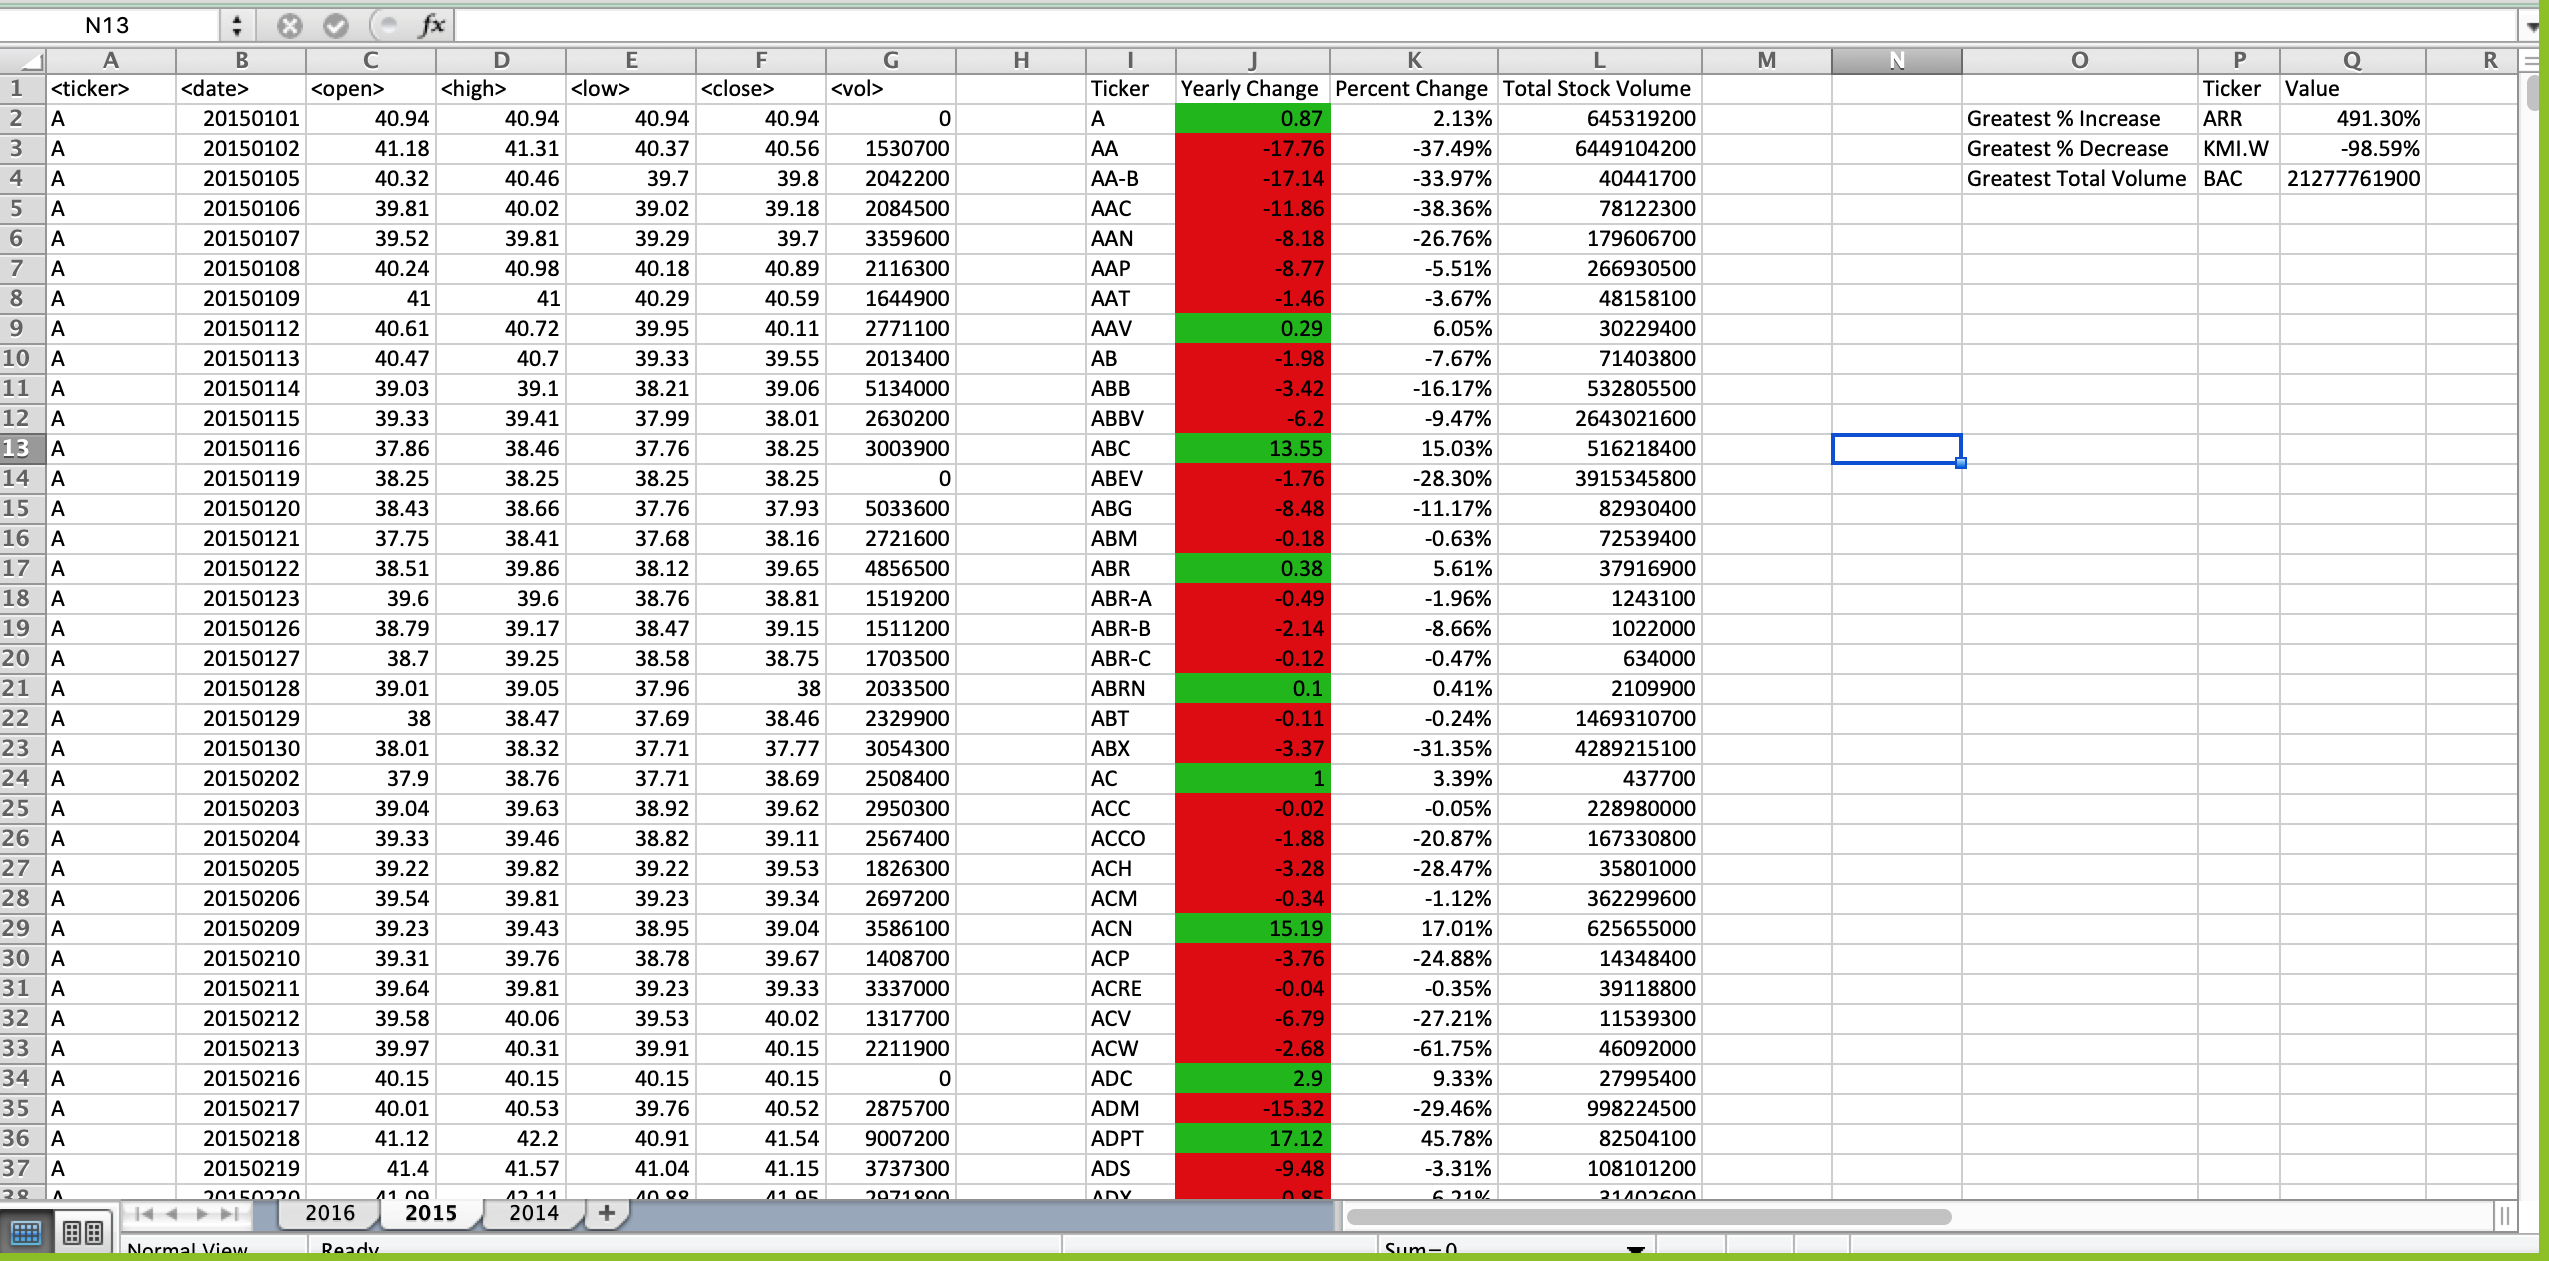 N13 fx
A B C D E F G H I J K L M N O P Q R
1 <ticker> <date> <open> <high> <low> <close> <vol> Ticker Yearly Change Percent Change Total Stock Volume Ticker Value
2 A 20150101 40.94 40.94 40.94 40.94 0 A 0.87 2.13% 645319200 Greatest % Increase ARR 491.30%
3 A 20150102 41.18 41.31 40.37 40.56 1530700 AA -17.76 -37.49% 6449104200 Greatest % Decrease KMI.W -98.59%
4 A 20150105 40.32 40.46 39.7 39.8 2042200 AA-B -17.14 -33.97% 40441700 Greatest Total Volume BAC 21277761900
5 A 20150106 39.81 40.02 39.02 39.18 2084500 AAC -11.86 -38.36% 78122300
6 A 20150107 39.52 39.81 39.29 39.7 3359600 AAN -8.18 -26.76% 179606700
7 A 20150108 40.24 40.98 40.18 40.89 2116300 AAP -8.77 -5.51% 266930500
8 A 20150109 41 41 40.29 40.59 1644900 AAT -1.46 -3.67% 48158100
9 A 20150112 40.61 40.72 39.95 40.11 2771100 AAV 0.29 6.05% 30229400
10 A 20150113 40.47 40.7 39.33 39.55 2013400 AB -1.98 -7.67% 71403800
11 A 20150114 39.03 39.1 38.21 39.06 5134000 ABB -3.42 -16.17% 532805500
12 A 20150115 39.33 39.41 37.99 38.01 2630200 ABBV -6.2 -9.47% 2643021600
13 A 20150116 37.86 38.46 37.76 38.25 3003900 ABC 13.55 15.03% 516218400
14 A 20150119 38.25 38.25 38.25 38.25 0 ABEV -1.76 -28.30% 3915345800
15 A 20150120 38.43 38.66 37.76 37.93 5033600 ABG -8.48 -11.17% 82930400
16 A 20150121 37.75 38.41 37.68 38.16 2721600 ABM -0.18 -0.63% 72539400
17 A 20150122 38.51 39.86 38.12 39.65 4856500 ABR 0.38 5.61% 37916900
18 A 20150123 39.6 39.6 38.76 38.81 1519200 ABR-A -0.49 -1.96% 1243100
19 A 20150126 38.79 39.17 38.47 39.15 1511200 ABR-B -2.14 -8.66% 1022000
20 A 20150127 38.7 39.25 38.58 38.75 1703500 ABR-C -0.12 -0.47% 634000
21 A 20150128 39.01 39.05 37.96 38 2033500 ABRN 0.1 0.41% 2109900
22 A 20150129 38 38.47 37.69 38.46 2329900 ABT -0.11 -0.24% 1469310700
23 A 20150130 38.01 38.32 37.71 37.77 3054300 ABX -3.37 -31.35% 4289215100
24 A 20150202 37.9 38.76 37.71 38.69 2508400 AC 1 3.39% 437700
25 A 20150203 39.04 39.63 38.92 39.62 2950300 ACC -0.02 -0.05% 228980000
26 A 20150204 39.33 39.46 38.82 39.11 2567400 ACCO -1.88 -20.87% 167330800
27 A 20150205 39.22 39.82 39.22 39.53 1826300 ACH -3.28 -28.47% 35801000
28 A 20150206 39.54 39.81 39.23 39.34 2697200 ACM -0.34 -1.12% 362299600
29 A 20150209 39.23 39.43 38.95 39.04 3586100 ACN 15.19 17.01% 625655000
30 A 20150210 39.31 39.76 38.78 39.67 1408700 ACP -3.76 -24.88% 14348400
31 A 20150211 39.64 39.81 39.23 39.33 3337000 ACRE -0.04 -0.35% 39118800
32 A 20150212 39.58 40.06 39.53 40.02 1317700 ACV -6.79 -27.21% 11539300
33 A 20150213 39.97 40.31 39.91 40.15 2211900 ACW -2.68 -61.75% 46092000
34 A 20150216 40.15 40.15 40.15 40.15 0 ADC 2.9 9.33% 27995400
35 A 20150217 40.01 40.53 39.76 40.52 2875700 ADM -15.32 -29.46% 998224500
36 A 20150218 41.12 42.2 40.91 41.54 9007200 ADPT 17.12 45.78% 82504100
37 A 20150219 41.4 41.57 41.04 41.15 3737300 ADS -9.48 -3.31% 108101200
38 A 20150220 41.09 42.11 40.88 41.95 2971800 ADX 0.85 6.21% 31402600
2016 2015 2014 +
Normal View Ready Sum=0